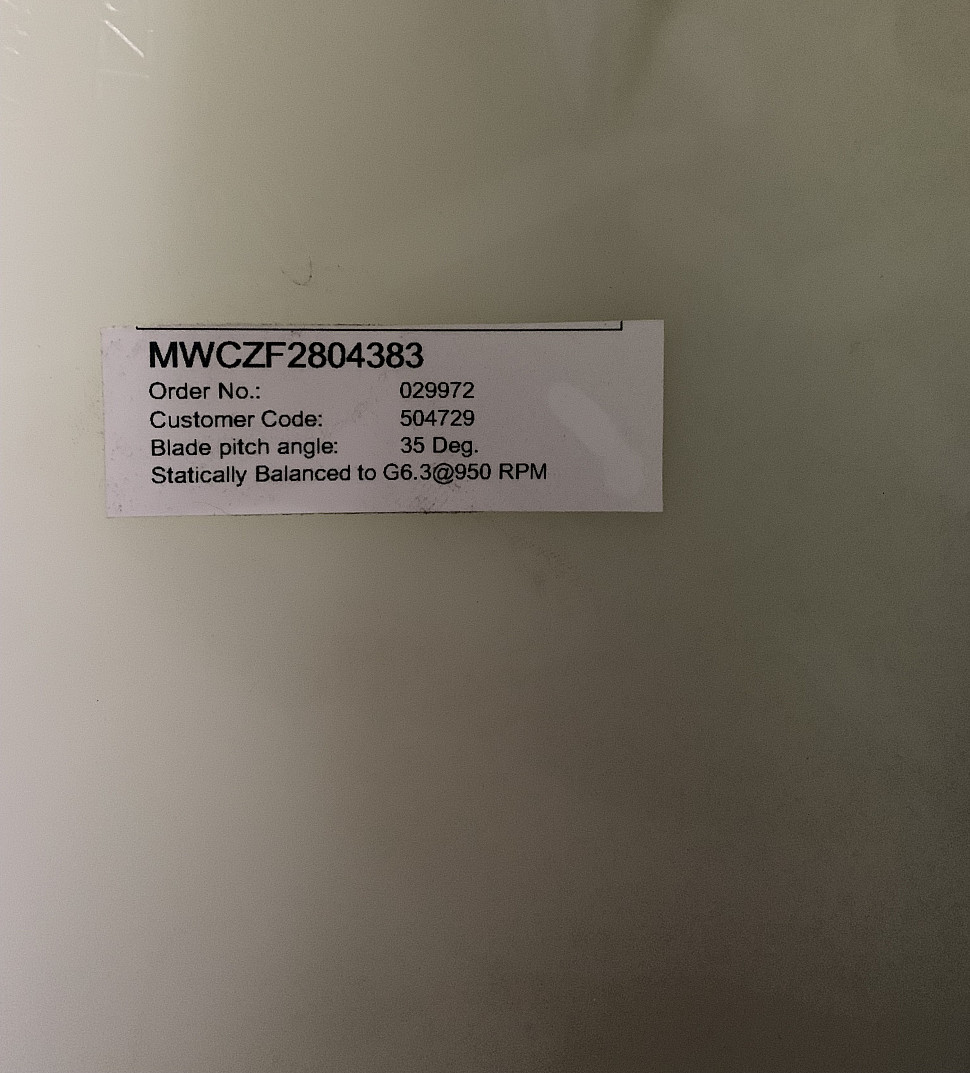 MWCZF2804383
Order No.: 029972
Customer Code: 504729
Blade pitch angle: 35 Deg.
Statically Balanced to G6.3@950 RPM